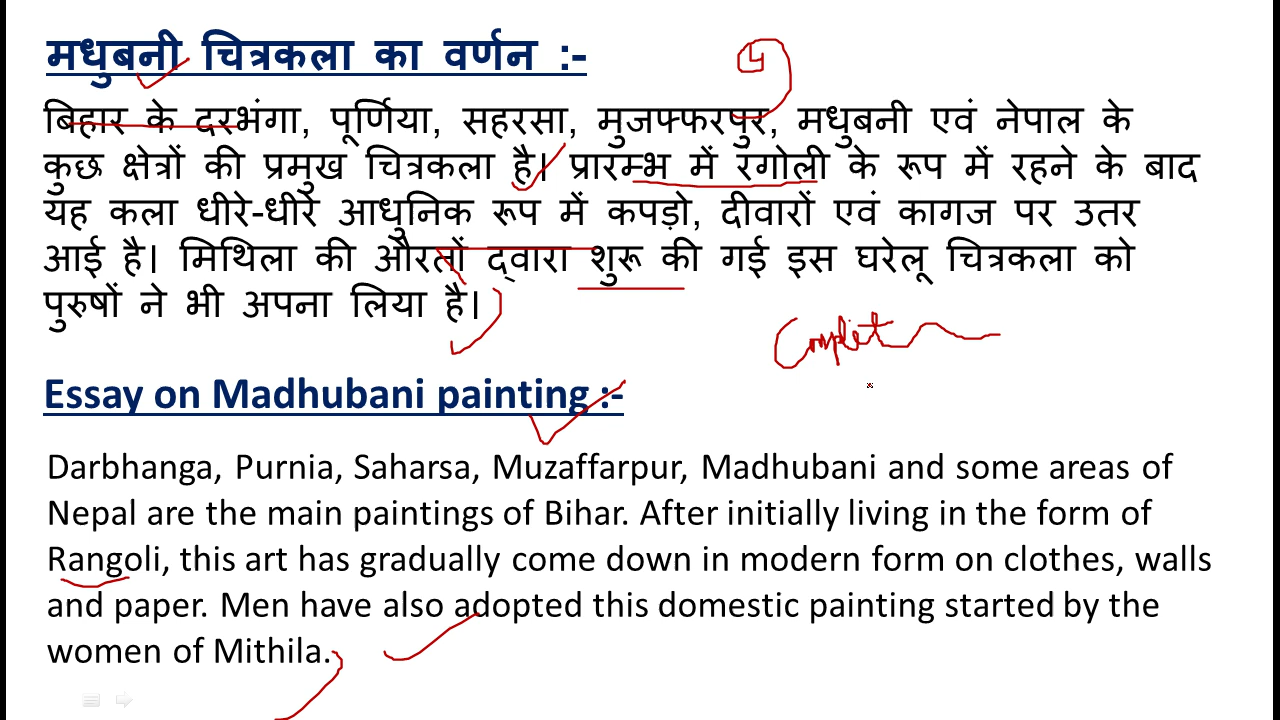 मधुबनी चित्रकला का वर्णन :-
बिहार के दरभंगा, पूर्णिया, सहरसा, मुजफ्फरपुर, मधुबनी एवं नेपाल के
कुछ क्षेत्रों की प्रमुख चित्रकला है। प्रारम्भ में रंगोली के रूप में रहने के बाद
यह कला धीरे-धीरे आधुनिक रूप में कपड़ो, दीवारों एवं कागज पर उतर
आई है। मिथिला की औरतों द्वारा शुरू की गई इस घरेलू चित्रकला को
पुरुषों ने भी अपना लिया है।
Essay on Madhubani painting :-
Darbhanga, Purnia, Saharsa, Muzaffarpur, Madhubani and some areas of
Nepal are the main paintings of Bihar. After initially living in the form of
Rangoli, this art has gradually come down in modern form on clothes, walls
and paper. Men have also adopted this domestic painting started by the
women of Mithila.